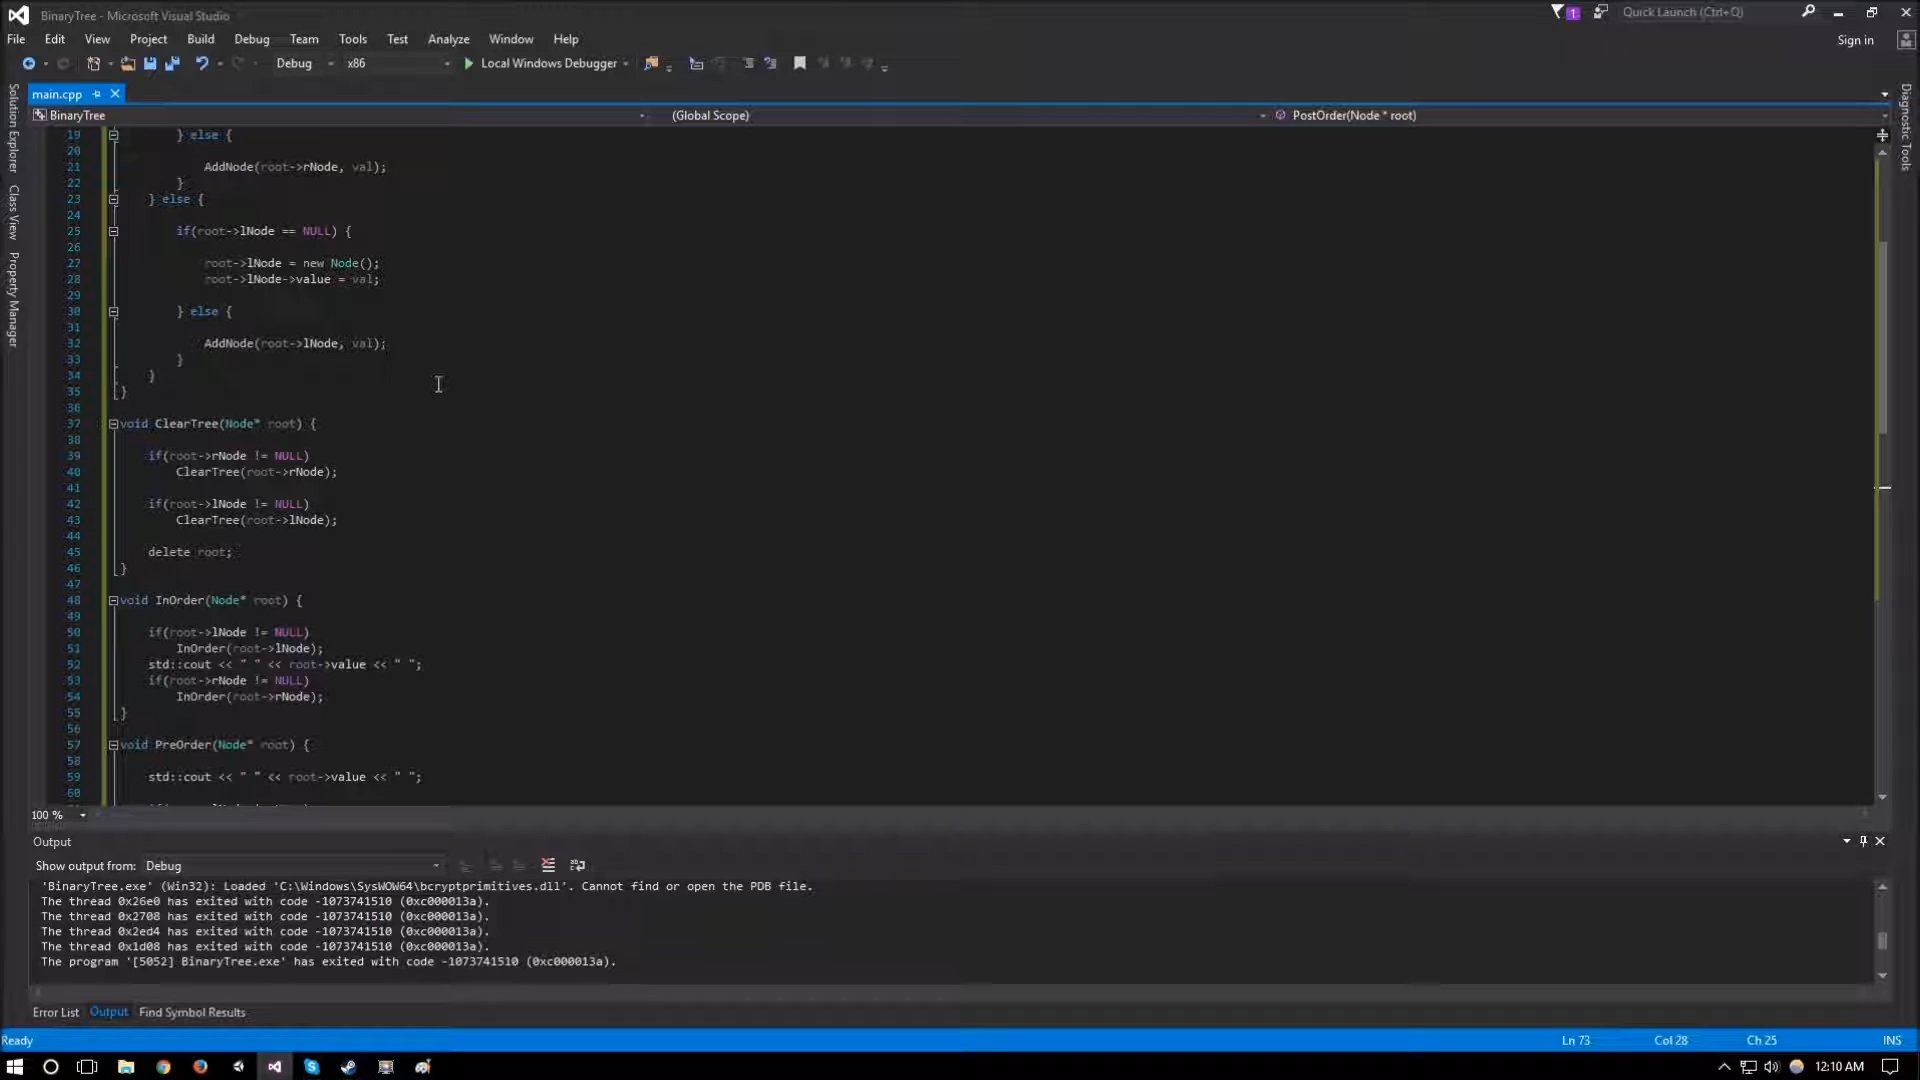 BinaryTree - Microsoft Visual Studio
1
Quick Launch (Ctrl+Q)
File Edit View Project Build Debug Team Tools Test Analyze Window Help
Sign in
Debug x86 Local Windows Debugger
main.cpp
BinaryTree (Global Scope) PostOrder(Node * root)
Solution Explorer
Class View
Property Manager
Diagnostic Tools
19 } else {
20
21 AddNode(root->rNode, val);
22 }
23 } else {
24
25 if(root->lNode == NULL) {
26
27 root->lNode = new Node();
28 root->lNode->value = val;
29
30 } else {
31
32 AddNode(root->lNode, val);
33 }
34 }
35 }
36
37 void ClearTree(Node* root) {
38
39 if(root->rNode != NULL)
40 ClearTree(root->rNode);
41
42 if(root->lNode != NULL)
43 ClearTree(root->lNode);
44
45 delete root;
46 }
47
48 void InOrder(Node* root) {
49
50 if(root->lNode != NULL)
51 InOrder(root->lNode);
52 std::cout << " " << root->value << " ";
53 if(root->rNode != NULL)
54 InOrder(root->rNode);
55 }
56
57 void PreOrder(Node* root) {
58
59 std::cout << " " << root->value << " ";
60
100 %
Output
Show output from: Debug
'BinaryTree.exe' (Win32): Loaded 'C:\Windows\SysWOW64\bcryptprimitives.dll'. Cannot find or open the PDB file.
The thread 0x26e0 has exited with code -1073741510 (0xc000013a).
The thread 0x2708 has exited with code -1073741510 (0xc000013a).
The thread 0x2ed4 has exited with code -1073741510 (0xc000013a).
The thread 0x1d08 has exited with code -1073741510 (0xc000013a).
The program '[5052] BinaryTree.exe' has exited with code -1073741510 (0xc000013a).
Error List Output Find Symbol Results
Ready Ln 73 Col 28 Ch 25 INS
12:10 AM